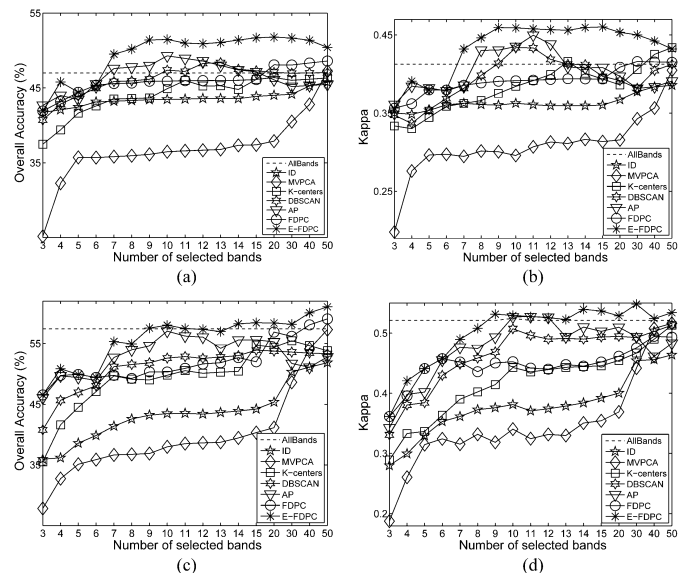 55
45
35
Overall Accuracy (%)
AllBands
ID
MVPCA
K-centers
DBSCAN
AP
FDPC
E-FDPC
3 4 5 6 7 8 9 10 11 12 13 14 15 20 30 40 50
Number of selected bands
(a)
0.45
0.35
0.25
Kappa
AllBands
ID
MVPCA
K-centers
DBSCAN
AP
FDPC
E-FDPC
3 4 5 6 7 8 9 10 11 12 13 14 15 20 30 40 50
Number of selected bands
(b)
55
45
35
Overall Accuracy (%)
AllBands
ID
MVPCA
K-centers
DBSCAN
AP
FDPC
E-FDPC
3 4 5 6 7 8 9 10 11 12 13 14 15 20 30 40 50
Number of selected bands
(c)
0.5
0.4
0.3
0.2
Kappa
AllBands
ID
MVPCA
K-centers
DBSCAN
AP
FDPC
E-FDPC
3 4 5 6 7 8 9 10 11 12 13 14 15 20 30 40 50
Number of selected bands
(d)